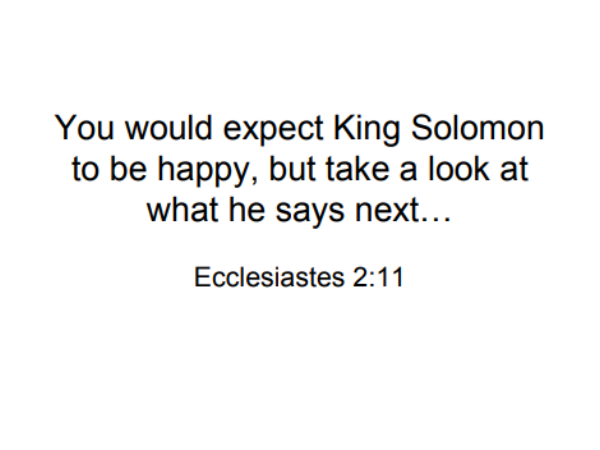 You would expect King Solomon
to be happy, but take a look at
what he says next…
Ecclesiastes 2:11